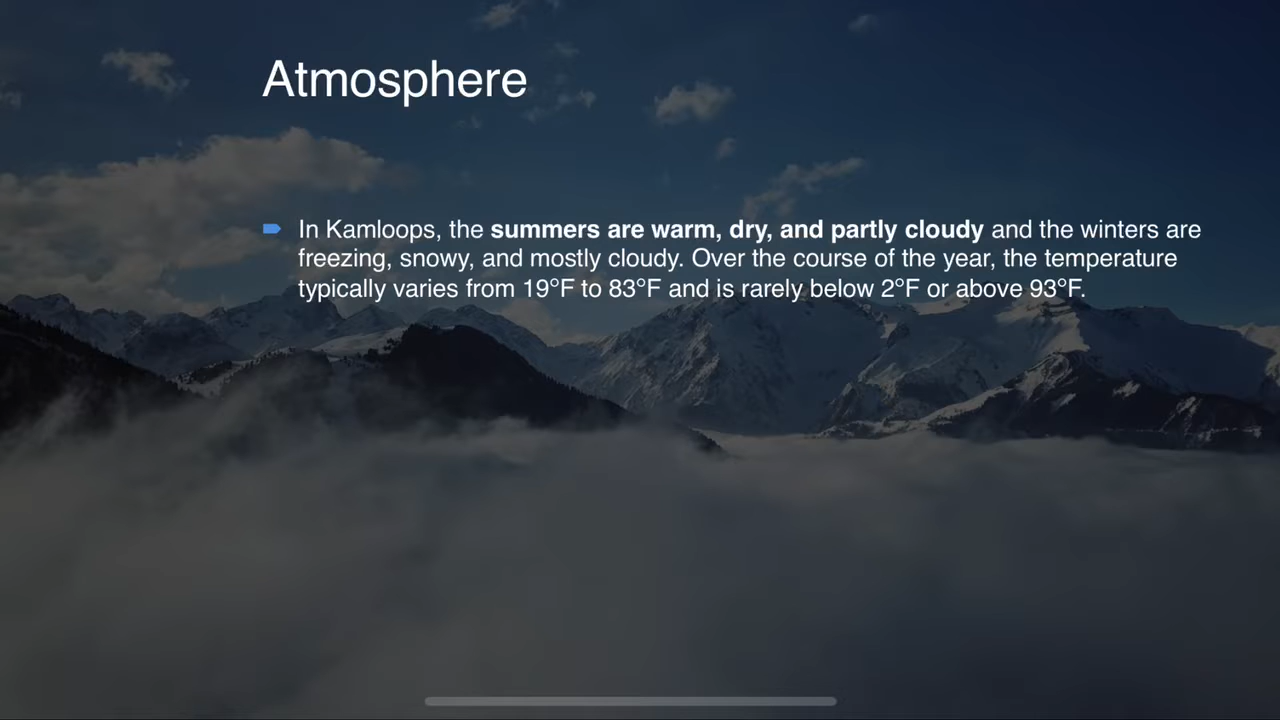 Atmosphere
In Kamloops, the summers are warm, dry, and partly cloudy and the winters are
freezing, snowy, and mostly cloudy. Over the course of the year, the temperature
typically varies from 19°F to 83°F and is rarely below 2°F or above 93°F.